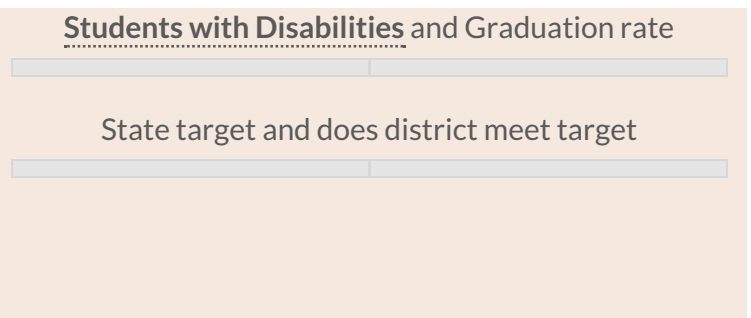 Students with Disabilities and Graduation rate
State target and does district meet target